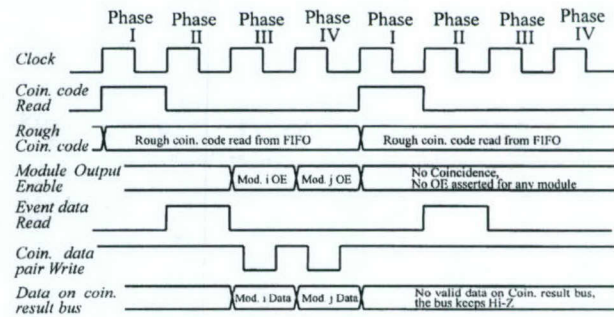 Phase I Phase II Phase III Phase IV Phase I Phase II Phase III Phase IV
Clock
Coin. code
Read
Rough
Coin. code
Rough coin. code read from FIFO Rough coin. code read from FIFO
Module Output
Enable
Mod. i OE Mod. j OE
No Coincidence,
No OE asserted for any module
Event data
Read
Coin. data
pair Write
Data on coin.
result bus
Mod. i Data Mod. j Data
No valid data on Coin. result bus,
the bus keeps Hi-Z